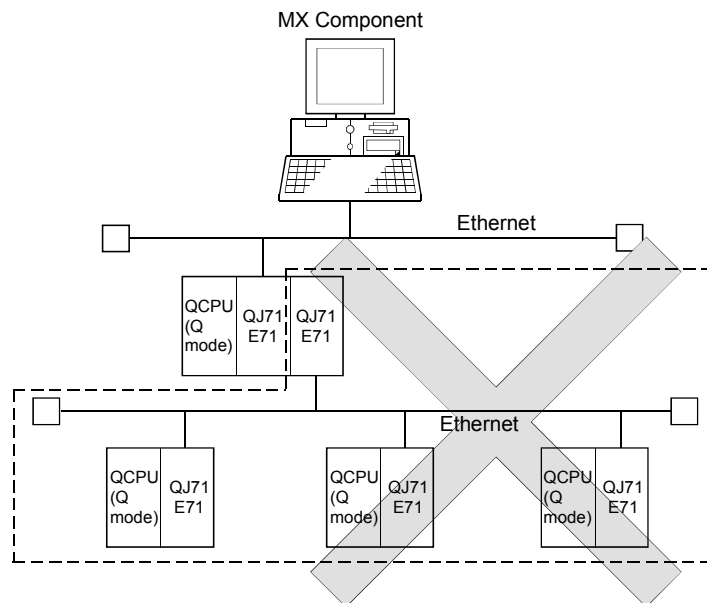 MX Component
Ethernet
QCPU
(Q
mode)
QJ71
E71
QJ71
E71
Ethernet
QCPU
(Q
mode)
QJ71
E71
QCPU
(Q
mode)
QJ71
E71
QCPU
(Q
mode)
QJ71
E71